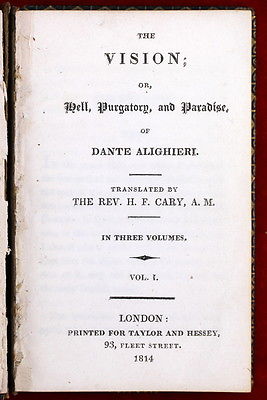 THE
VISION;
OR,
Hell, Purgatory, and Paradise,
OF
DANTE ALIGHIERI.
TRANSLATED BY
THE REV. H. F. CARY, A. M.
IN THREE VOLUMES.
VOL. I.
LONDON:
PRINTED FOR TAYLOR AND HESSEY,
93, FLEET STREET.
1814